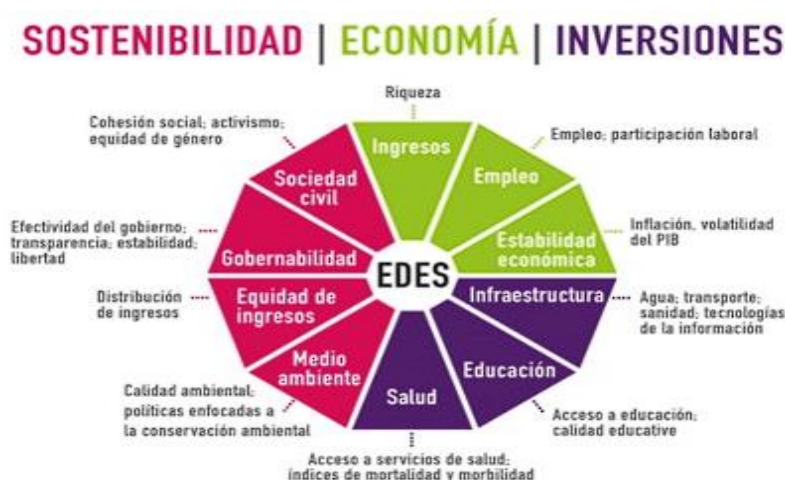 SOSTENIBILIDAD | ECONOMÍA | INVERSIONES
Riqueza
Cohesión social; activismo;
equidad de género
Empleo; participación laboral
Ingresos
Sociedad
civil
Empleo
Efectividad del gobierno;
transparencia; estabilidad;
libertad
Inflación, volatilidad
del PIB
Gobernabilidad
Estabilidad
económica
EDES
Distribución
de ingresos
Equidad de
ingresos
Infraestructura
Agua; transporte;
sanidad; tecnologías
de la información
Medio
ambiente
Salud
Educación
Calidad ambiental;
políticas enfocadas a
la conservación ambiental
Acceso a educación;
calidad educative
Acceso a servicios de salud;
índices de mortalidad y morbilidad